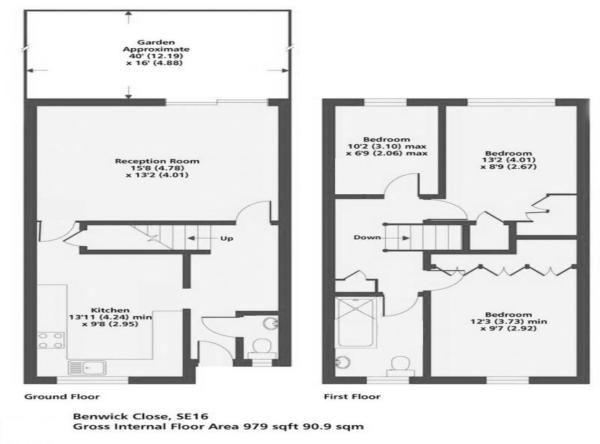 Garden
Approximate
40' (12.19)
x 16' (4.88)
Reception Room
15'8 (4.78)
x 13'2 (4.01)
Up
Kitchen
13'11 (4.24) min
x 9'8 (2.95)
Ground Floor
Bedroom
10'2 (3.10) max
x 6'9 (2.06) max
Bedroom
13'2 (4.01)
x 8'9 (2.67)
Down
Bedroom
12'3 (3.73) min
x 9'7 (2.92)
First Floor
Benwick Close, SE16
Gross Internal Floor Area 979 sqft 90.9 sqm